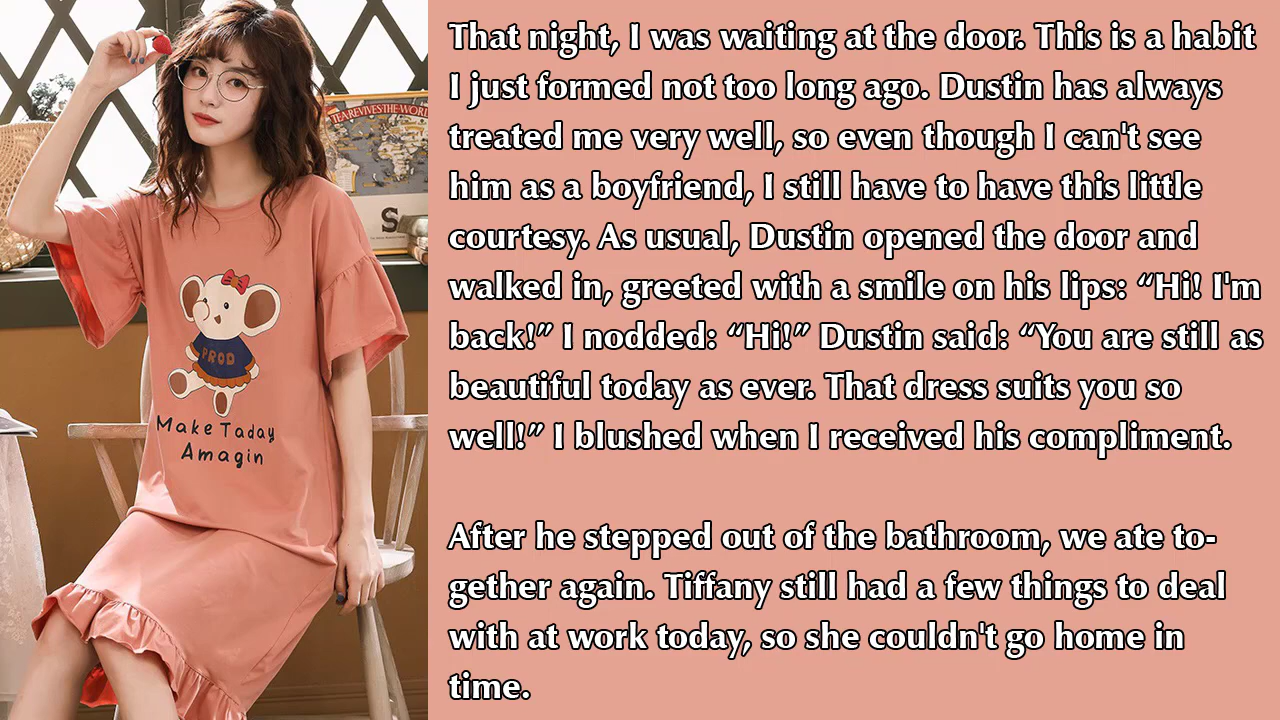 That night, I was waiting at the door. This is a habit
I just formed not too long ago. Dustin has always
treated me very well, so even though I can't see
him as a boyfriend, I still have to have this little
courtesy. As usual, Dustin opened the door and
walked in, greeted with a smile on his lips: “Hi! I'm
back!” I nodded: “Hi!” Dustin said: “You are still as
beautiful today as ever. That dress suits you so
well!” I blushed when I received his compliment.
After he stepped out of the bathroom, we ate to-
gether again. Tiffany still had a few things to deal
with at work today, so she couldn't go home in
time.
TEA·REVIVES·THE·WORLD
S
FROD
Make Taday
Amagin